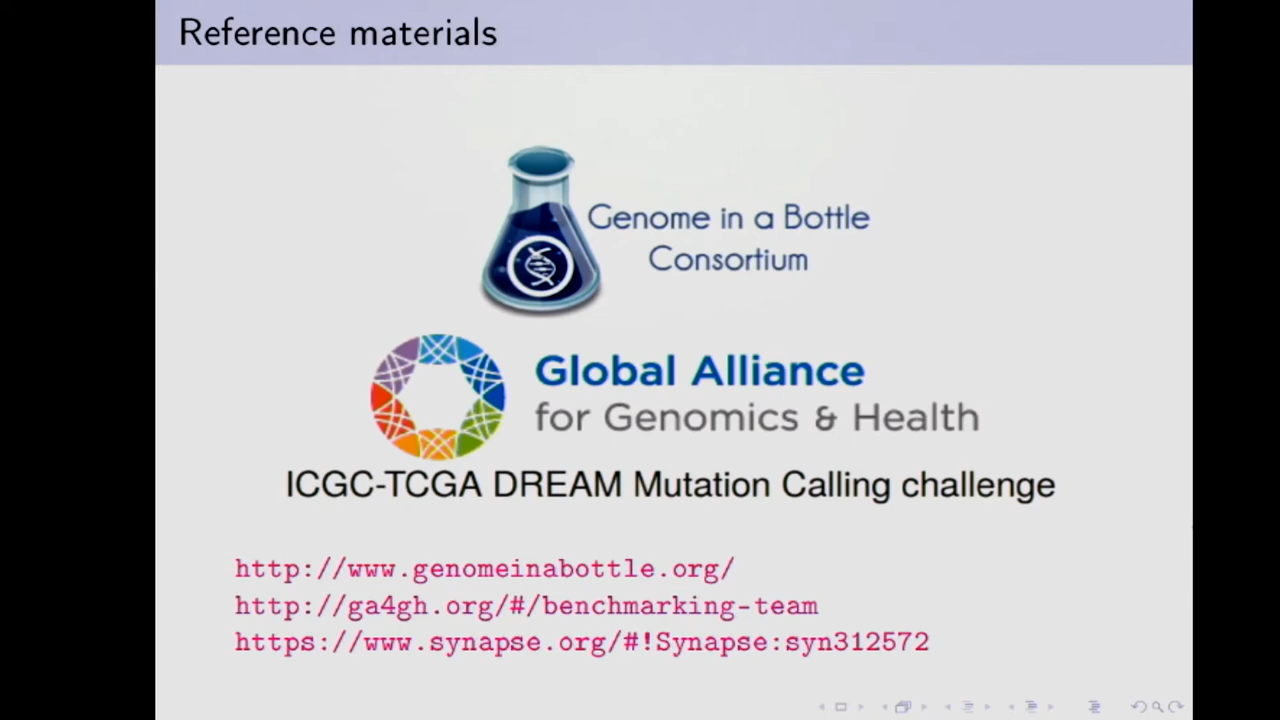 Reference materials
Genome in a Bottle
Consortium
Global Alliance
for Genomics & Health
ICGC-TCGA DREAM Mutation Calling challenge
http://www.genomeinabottle.org/
http://ga4gh.org/#/benchmarking-team
https://www.synapse.org/#!Synapse:syn312572